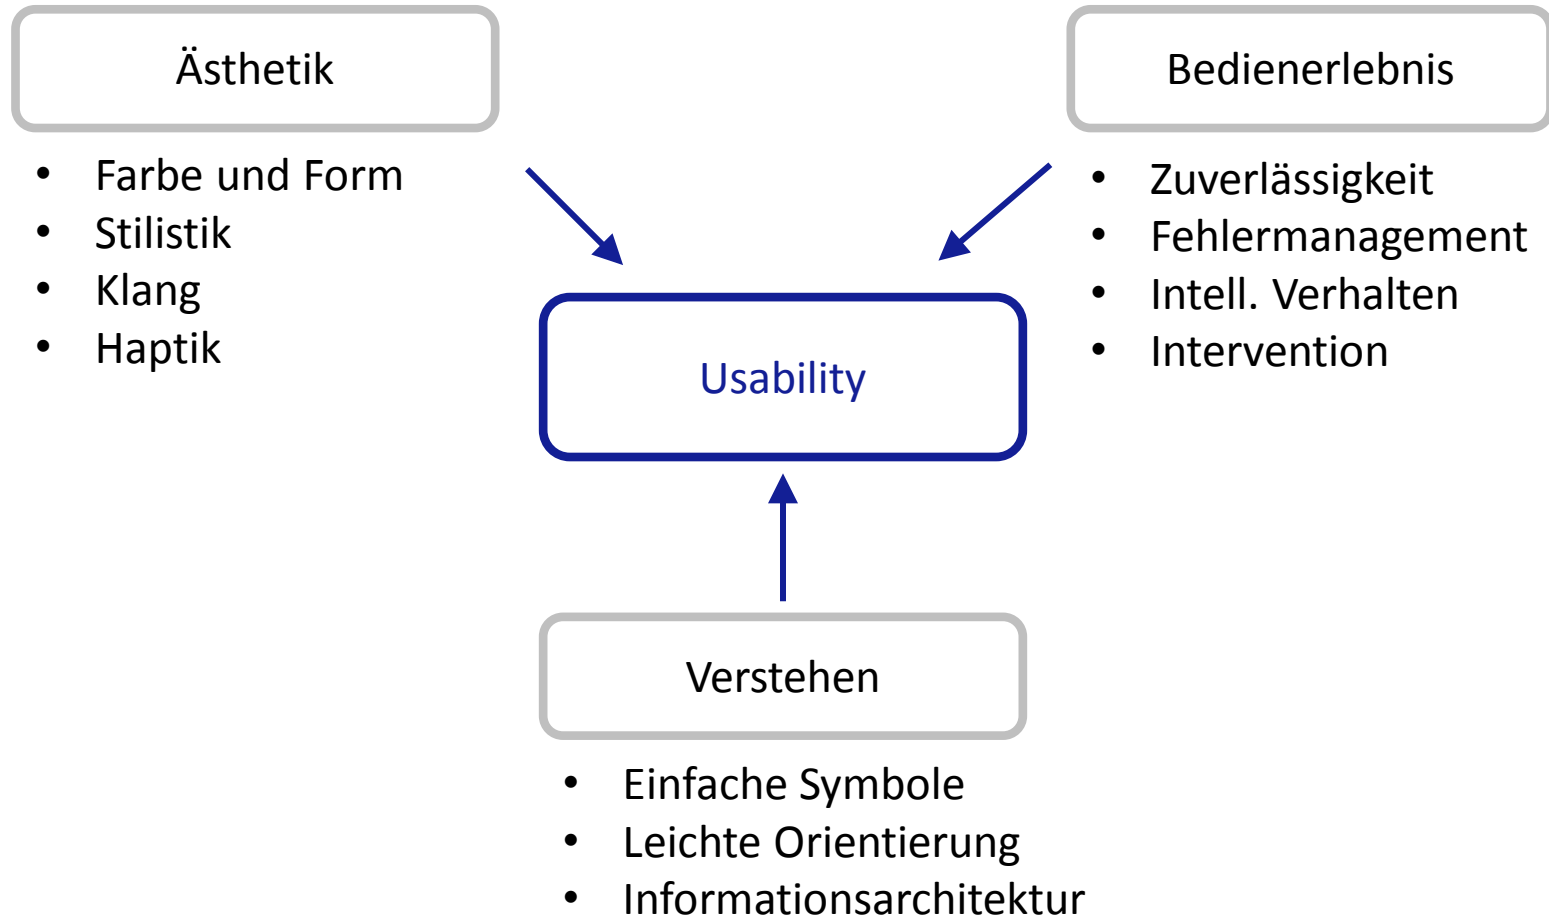 Ästhetik
• Farbe und Form
• Stilistik
• Klang
• Haptik
Bedienerlebnis
• Zuverlässigkeit
• Fehlermanagement
• Intell. Verhalten
• Intervention
Usability
Verstehen
• Einfache Symbole
• Leichte Orientierung
• Informationsarchitektur